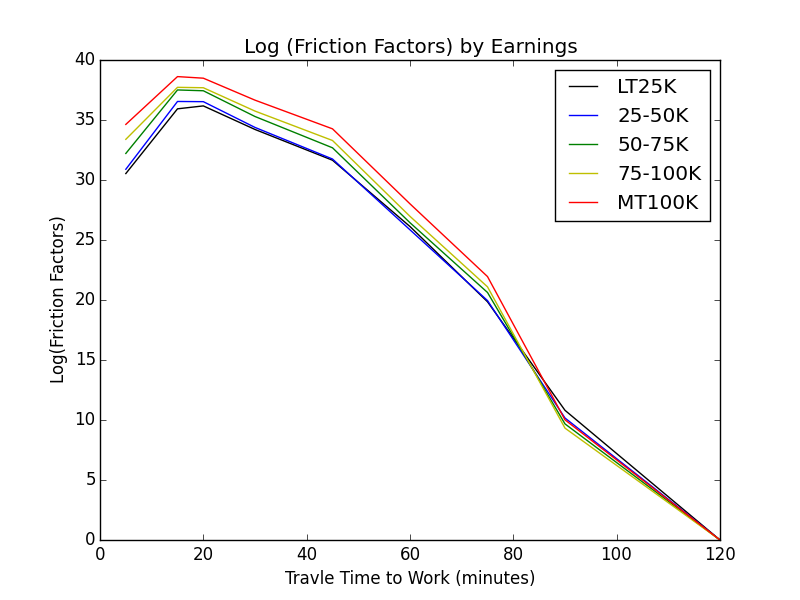 Log (Friction Factors) by Earnings
40
35
30
25
20
15
10
5
0
Log(Friction Factors)
LT25K
25-50K
50-75K
75-100K
MT100K
0 20 40 60 80 100 120
Travle Time to Work (minutes)